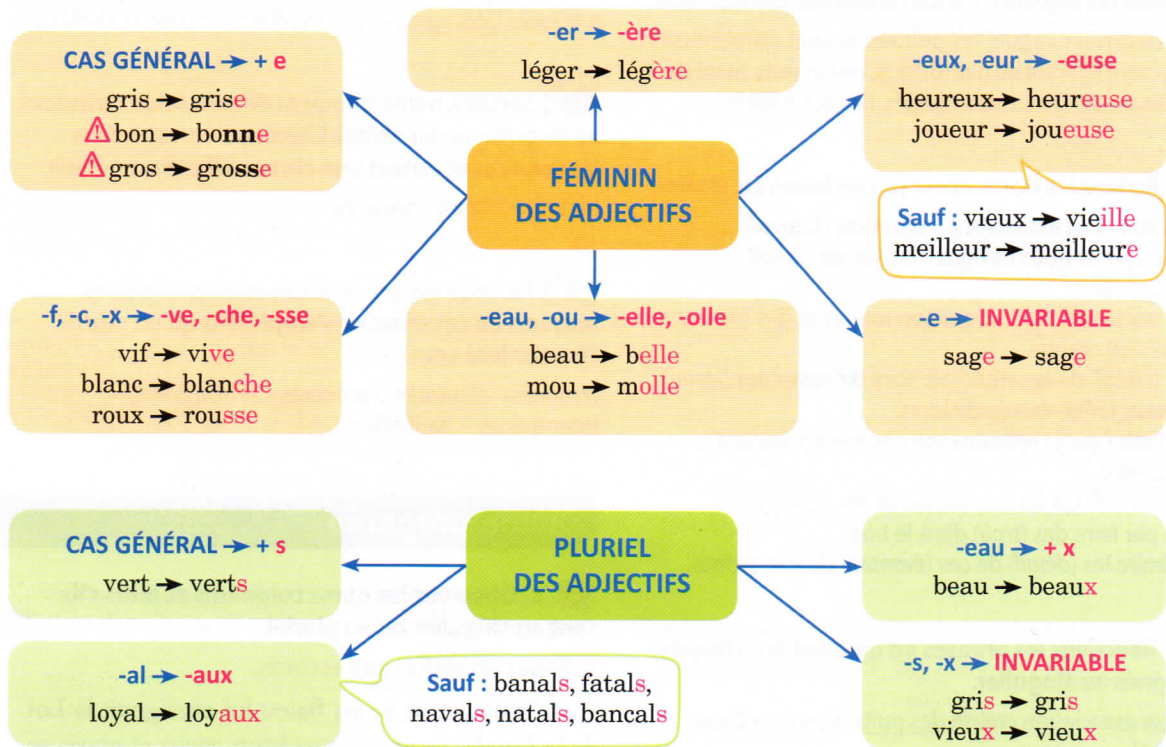 CAS GÉNÉRAL → + e
gris → grise
⚠ bon → bonne
⚠ gros → grosse
-er → -ère
léger → légère
-eux, -eur → -euse
heureux → heureuse
joueur → joueuse
Sauf : vieux → vieille
meilleur → meilleure
FÉMININ
DES ADJECTIFS
-f, -c, -x → -ve, -che, -sse
vif → vive
blanc → blanche
roux → rousse
-eau, -ou → -elle, -olle
beau → belle
mou → molle
-e → INVARIABLE
sage → sage
CAS GÉNÉRAL → + s
vert → verts
PLURIEL
DES ADJECTIFS
-eau → + x
beau → beaux
-al → -aux
loyal → loyaux
Sauf : banals, fatals,
navals, natals, bancals
-s, -x → INVARIABLE
gris → gris
vieux → vieux